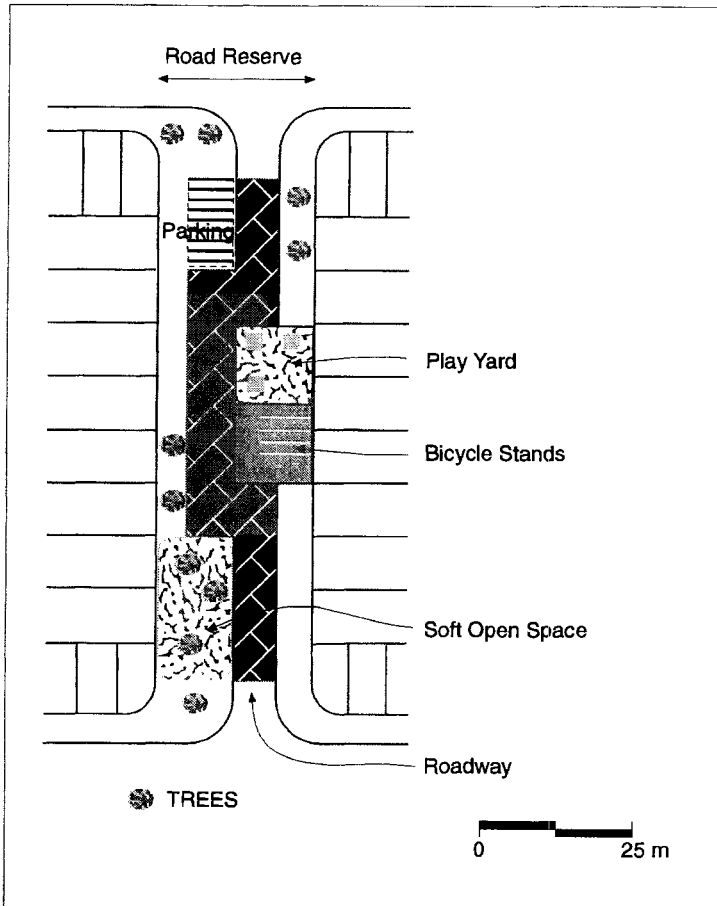 Road Reserve
Parking
Play Yard
Bicycle Stands
Soft Open Space
Roadway
TREES
0 25 m